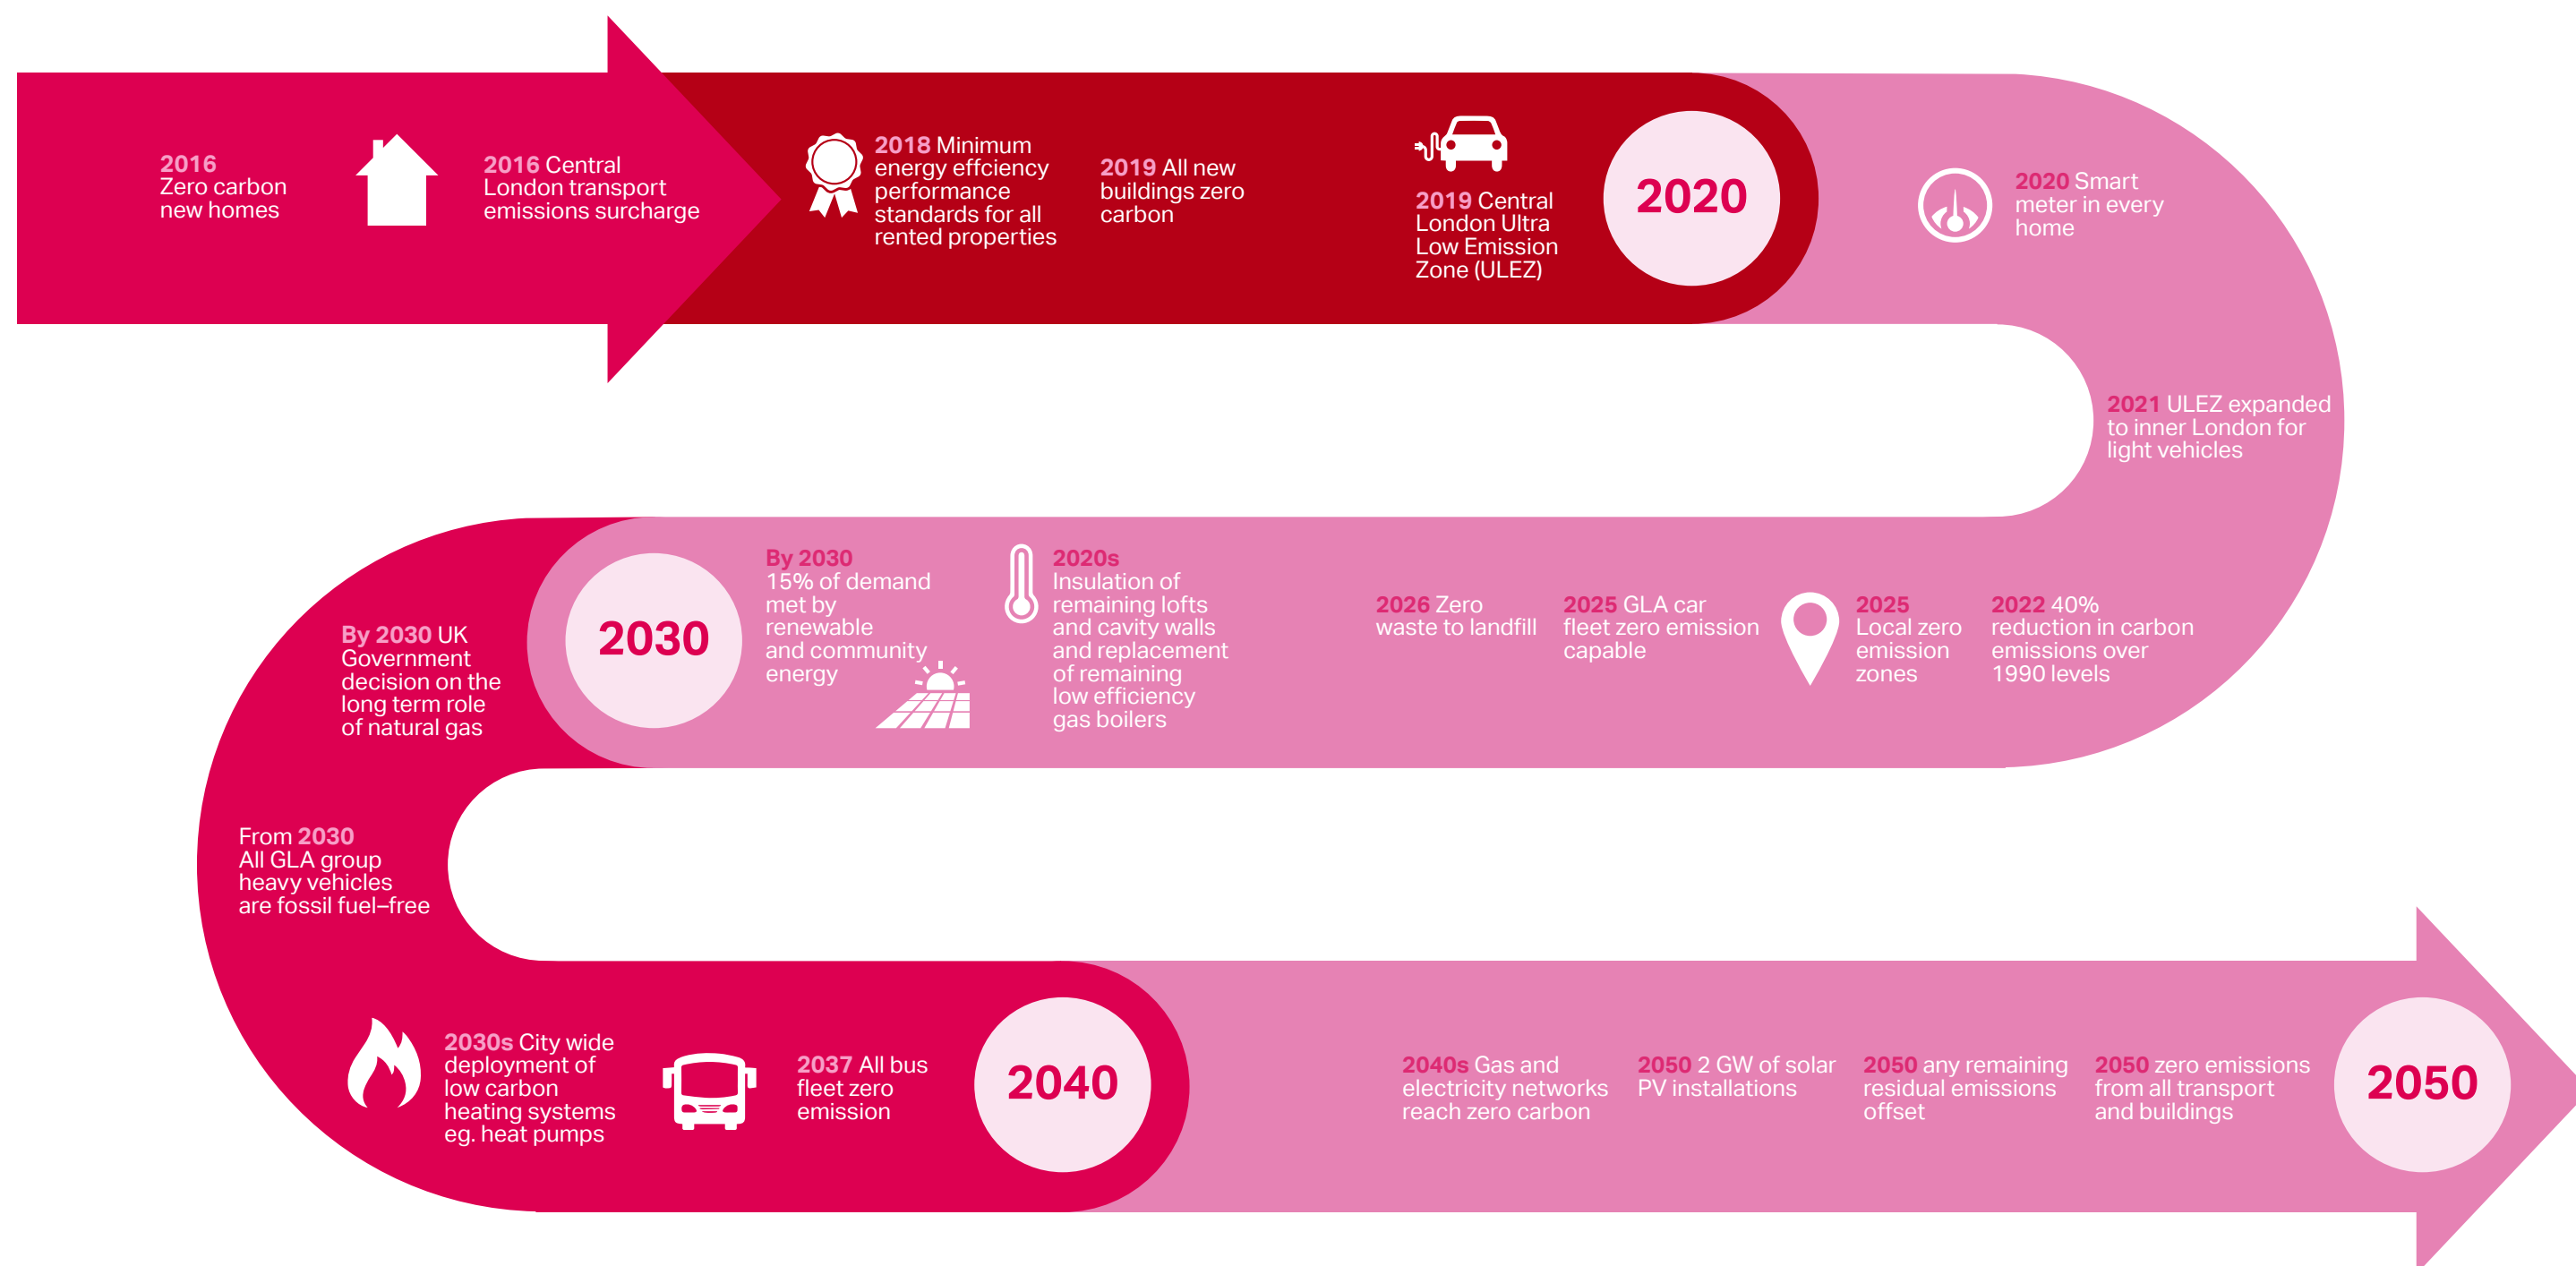 2016
Zero carbon
new homes
2016 Central
London transport
emissions surcharge
2018 Minimum
energy effciency
performance
standards for all
rented properties
2019 All new
buildings zero
carbon
2019 Central
London Ultra
Low Emission
Zone (ULEZ)
2020
2020 Smart
meter in every
home
2021 ULEZ expanded
to inner London for
light vehicles
2022 40%
reduction in carbon
emissions over
1990 levels
2025
Local zero
emission
zones
2025 GLA car
fleet zero emission
capable
2026 Zero
waste to landfill
2020s
Insulation of
remaining lofts
and cavity walls
and replacement
of remaining
low efficiency
gas boilers
By 2030
15% of demand
met by
renewable
and community
energy
2030
By 2030 UK
Government
decision on the
long term role
of natural gas
From 2030
All GLA group
heavy vehicles
are fossil fuel–free
2030s City wide
deployment of
low carbon
heating systems
eg. heat pumps
2037 All bus
fleet zero
emission
2040
2040s Gas and
electricity networks
reach zero carbon
2050 2 GW of solar
PV installations
2050 any remaining
residual emissions
offset
2050 zero emissions
from all transport
and buildings
2050